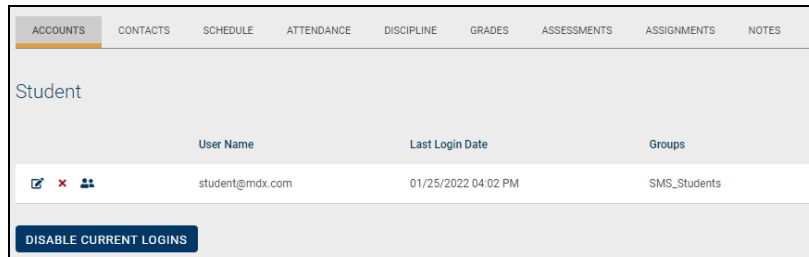 ACCOUNTS CONTACTS SCHEDULE ATTENDANCE DISCIPLINE GRADES ASSESSMENTS ASSIGNMENTS NOTES
Student
User Name Last Login Date Groups
student@mdx.com 01/25/2022 04:02 PM SMS_Students
DISABLE CURRENT LOGINS